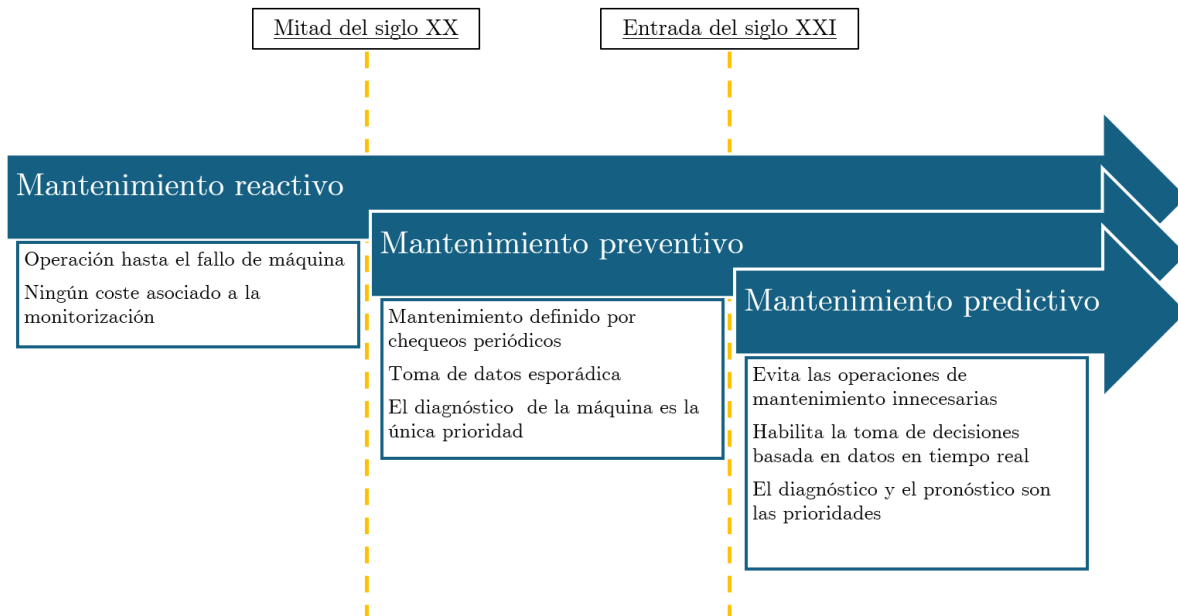 Mitad del siglo XX
Entrada del siglo XXI
Mantenimiento reactivo
Operación hasta el fallo de máquina
Ningún coste asociado a la
monitorización
Mantenimiento preventivo
Mantenimiento definido por
chequeos periódicos
Toma de datos esporádica
El diagnóstico  de la máquina es la
única prioridad
Mantenimiento predictivo
Evita las operaciones de
mantenimiento innecesarias
Habilita la toma de decisiones
basada en datos en tiempo real
El diagnóstico y el pronóstico son
las prioridades